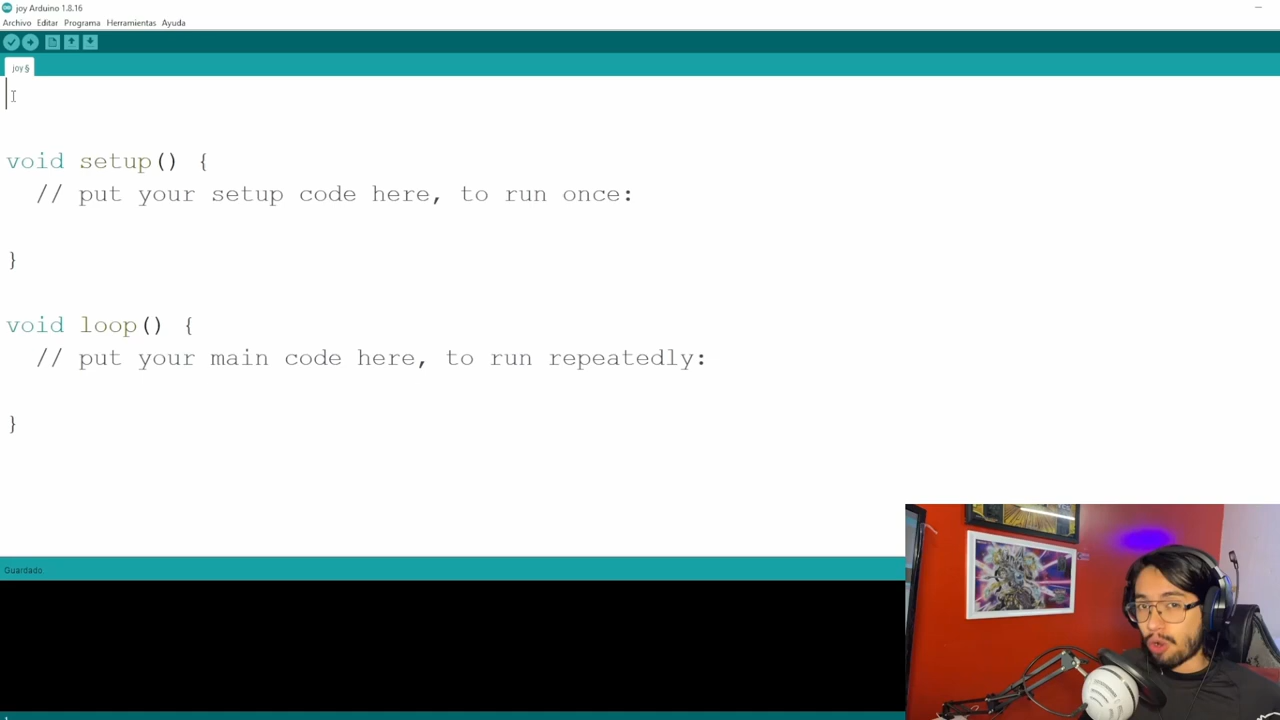 joy Arduino 1.8.16
Archivo Editar Programa Herramientas Ayuda
joy §
void setup() {
  // put your setup code here, to run once:
}
void loop() {
  // put your main code here, to run repeatedly:
}
Guardado